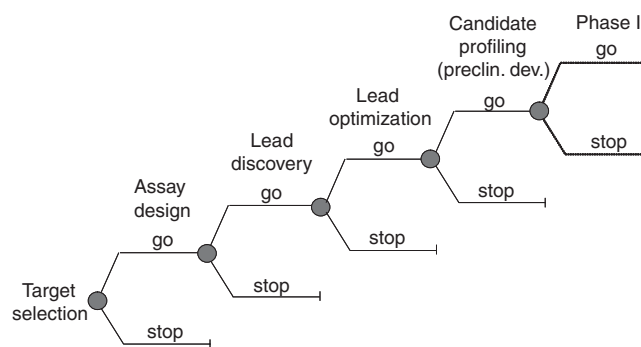 Candidate
profiling
(preclin. dev.)
Phase I
go
stop
Lead
optimization
go
stop
Lead
discovery
go
stop
Assay
design
go
stop
Target
selection
go
stop